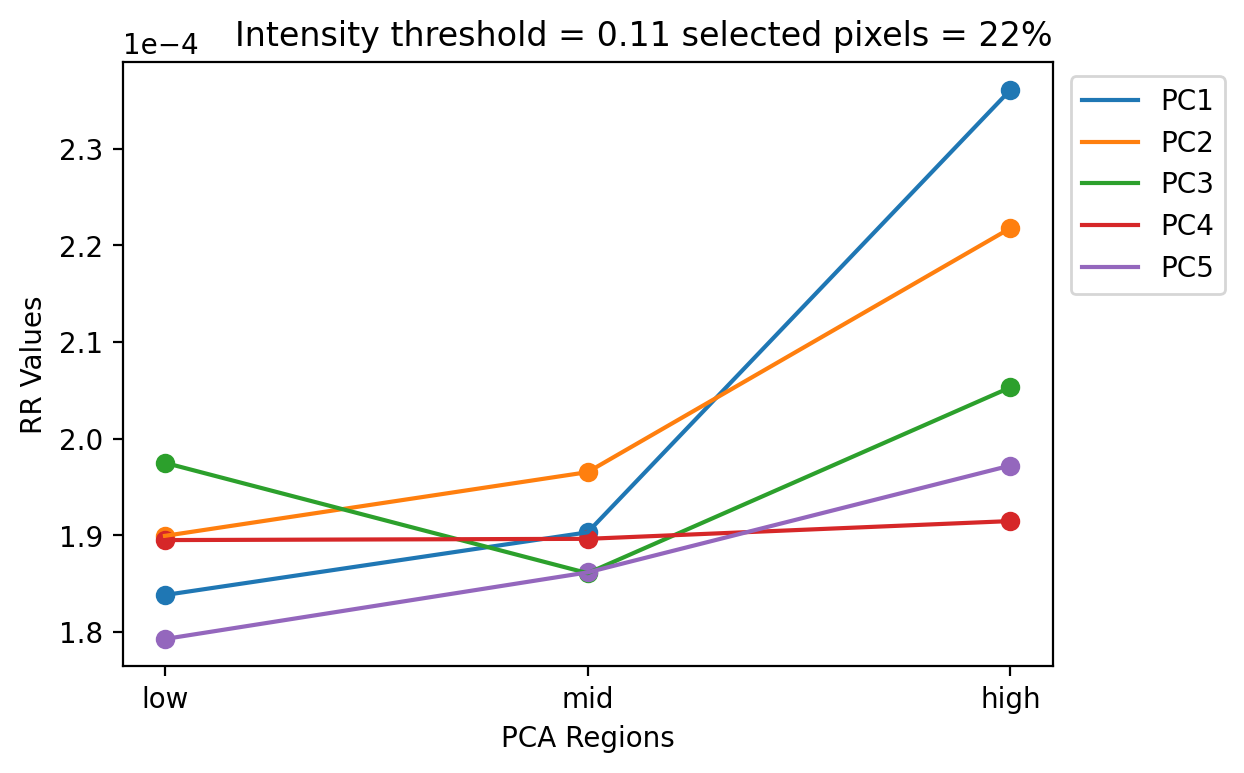 1e−4 Intensity threshold = 0.11 selected pixels = 22%
PC1
PC2
PC3
PC4
PC5
2.3
2.2
2.1
2.0
1.9
1.8
RR Values
low mid high
PCA Regions